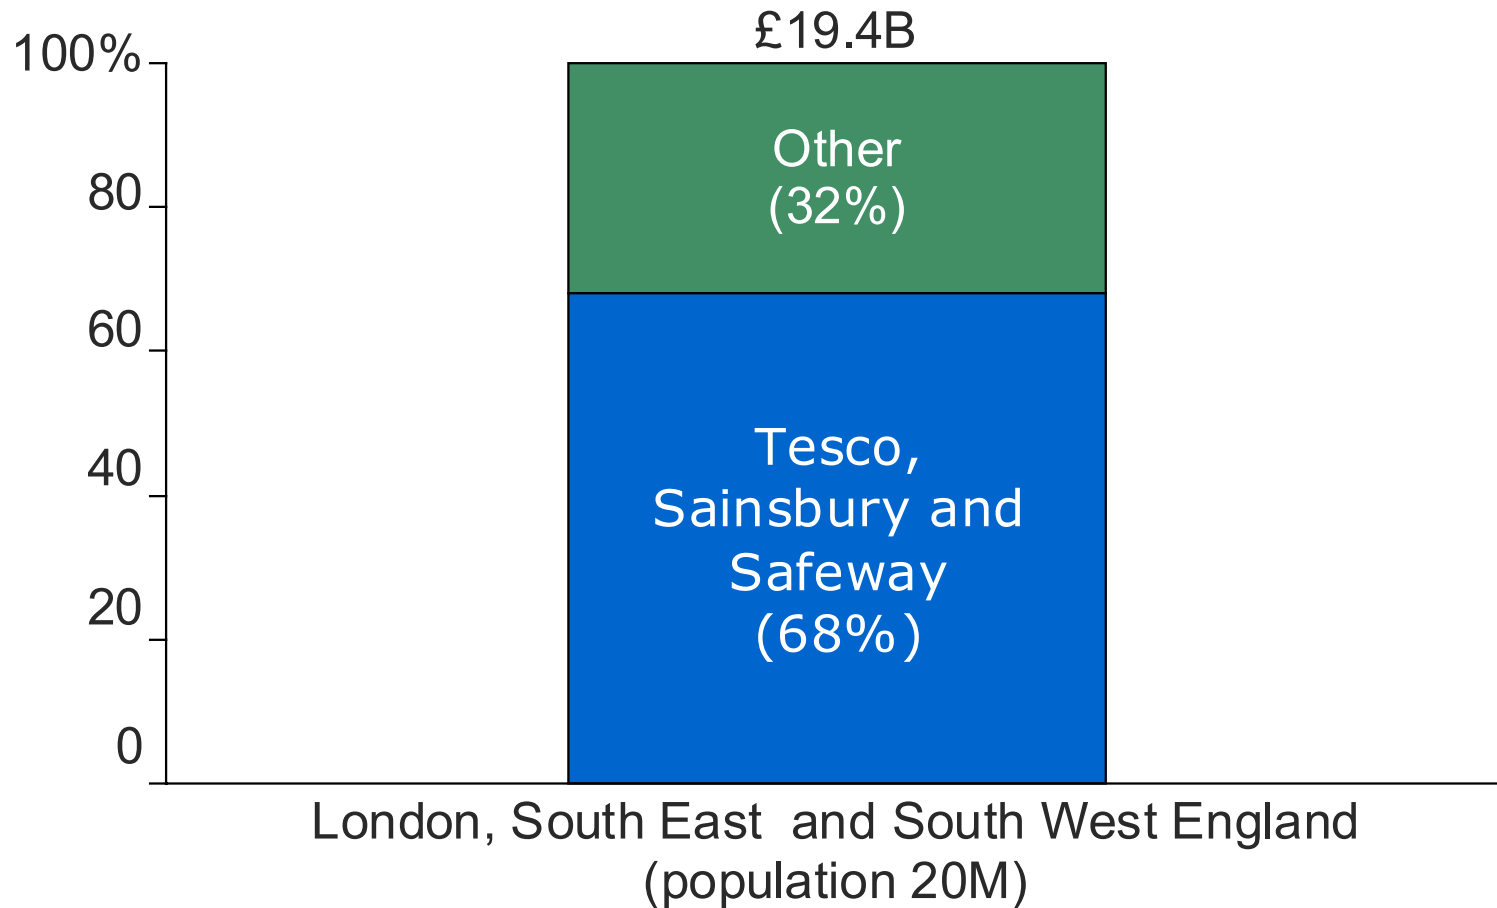 £19.4B
100%
80
60
40
20
0
Other
(32%)
Tesco,
Sainsbury and
Safeway
(68%)
London, South East and South West England
(population 20M)